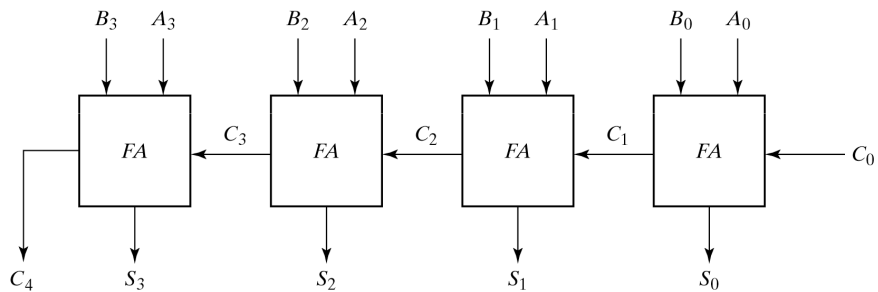 B₃ A₃ B₂ A₂ B₁ A₁ B₀ A₀
FA C₃ FA C₂ FA C₁ FA C₀
C₄ S₃ S₂ S₁ S₀